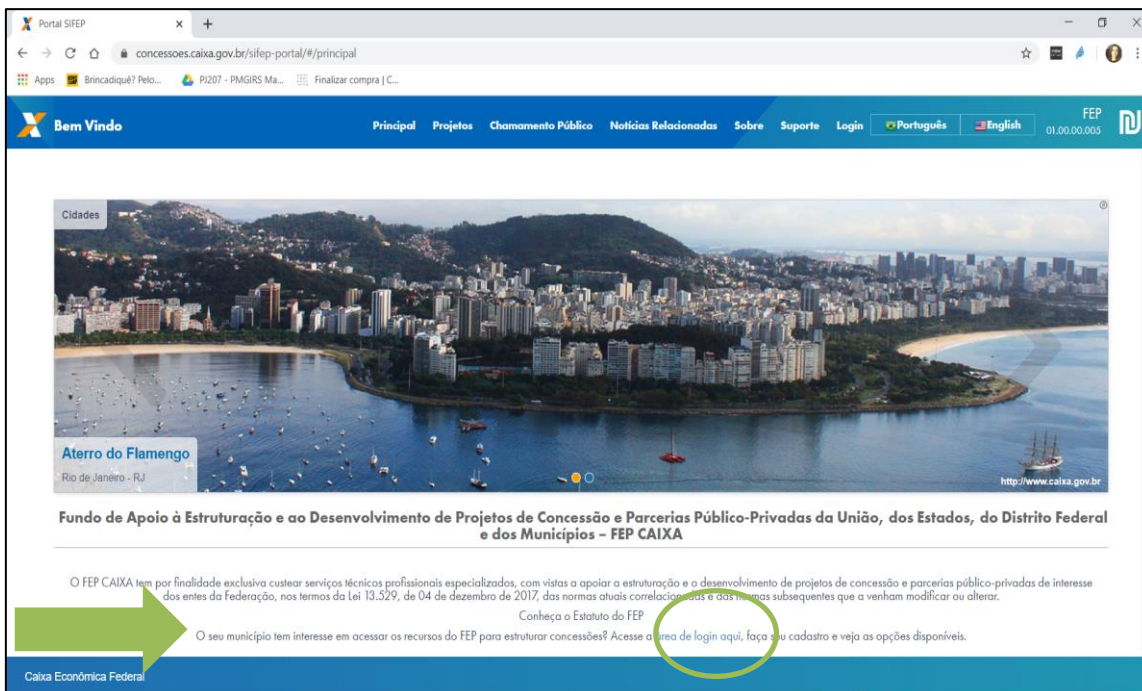 Portal SIFEP
concessoes.caixa.gov.br/sifep-portal/#/principal
Apps Brincadiquê? Pelo... PJ207 - PMGIRS Ma... Finalizar compra | C...
Bem Vindo Principal Projetos Chamamento Público Notícias Relacionadas Sobre Suporte Login Português English FEP
01.00.00.005
Cidades
Aterro do Flamengo
Rio de Janeiro - RJ
http://www.caixa.gov.br
Fundo de Apoio à Estruturação e ao Desenvolvimento de Projetos de Concessão e Parcerias Público-Privadas da União, dos Estados, do Distrito Federal
e dos Municípios – FEP CAIXA
O FEP CAIXA tem por finalidade exclusiva custear serviços técnicos profissionais especializados, com vistas a apoiar a estruturação e o desenvolvimento de projetos de concessão e parcerias público-privadas de interesse
dos entes da Federação, nos termos da Lei 13.529, de 04 de dezembro de 2017, das normas atuais correlacionadas e das normas subsequentes que a venham modificar ou alterar.
Conheça o Estatuto do FEP
O seu município tem interesse em acessar os recursos do FEP para estruturar concessões? Acesse a área de login aqui, faça seu cadastro e veja as opções disponíveis.
Caixa Econômica Federal